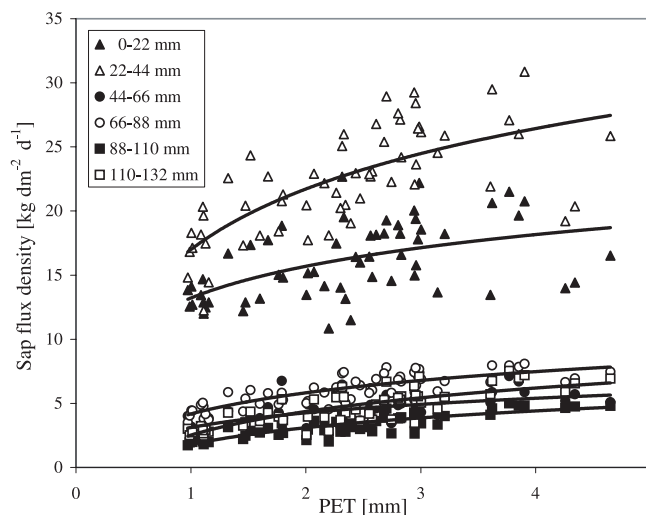 35
30
25
20
15
10
5
0
Sap flux density [kg dm⁻² d⁻¹]
0-22 mm
22-44 mm
44-66 mm
66-88 mm
88-110 mm
110-132 mm
0 1 2 3 4
PET [mm]